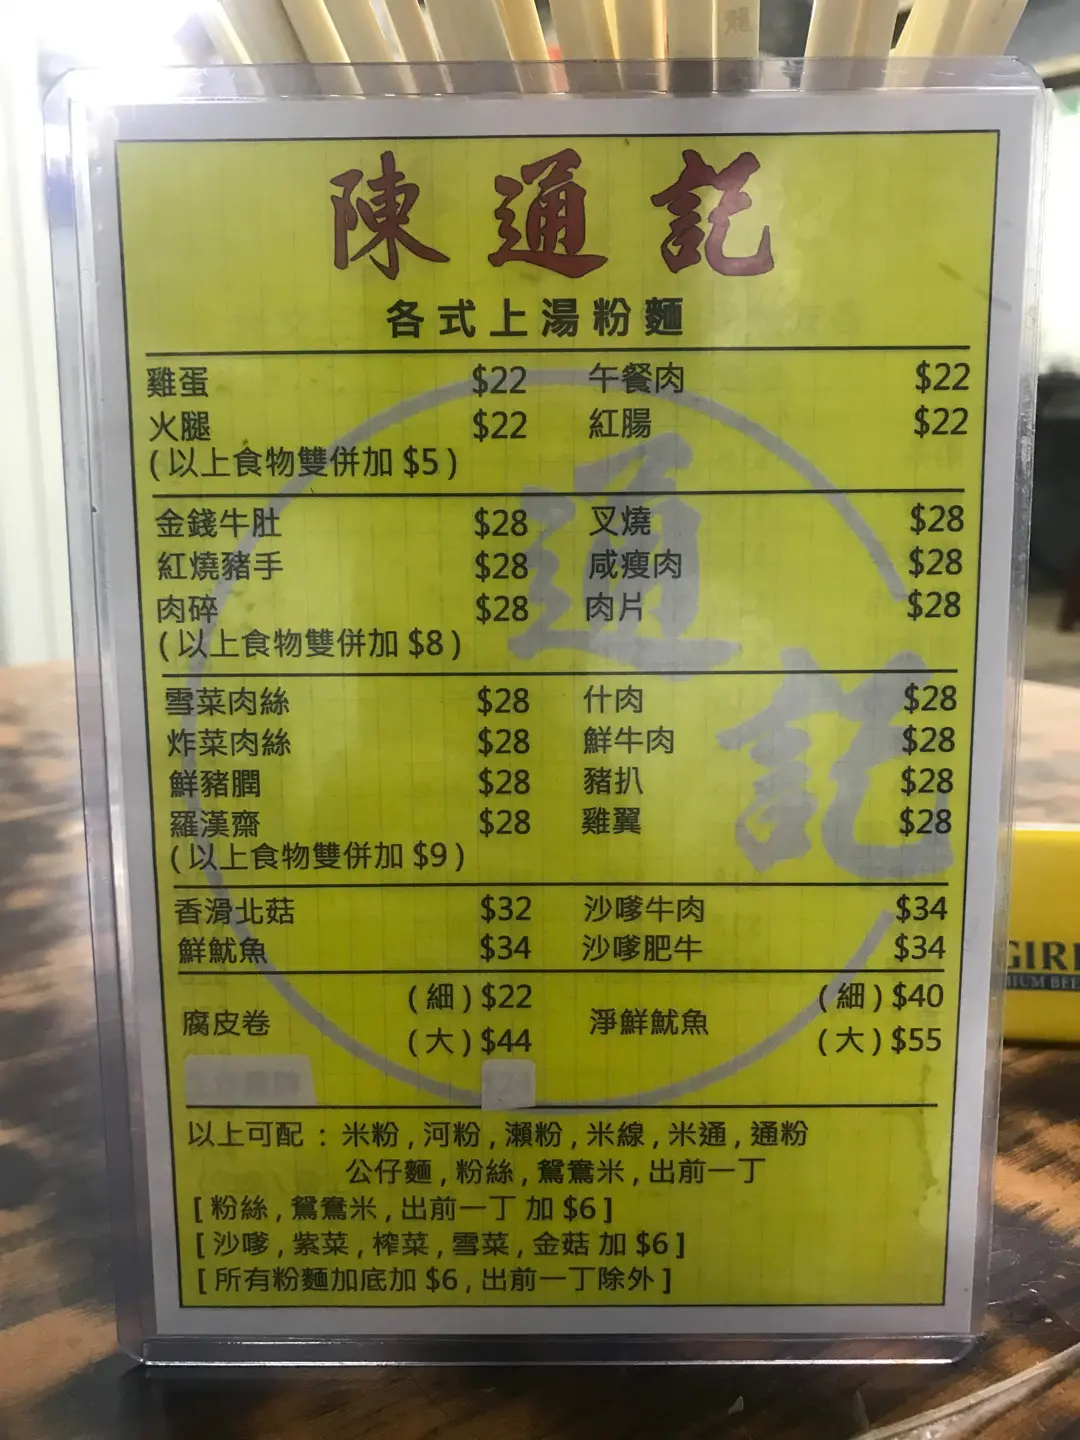 陳通記
各式上湯粉麵
雞蛋 $22 午餐肉 $22
火腿 $22 紅腸 $22
(以上食物雙併加 $5)
金錢牛肚 $28 叉燒 $28
紅燒豬手 $28 咸瘦肉 $28
肉碎 $28 肉片 $28
(以上食物雙併加 $8)
雪菜肉絲 $28 什肉 $28
炸菜肉絲 $28 鮮牛肉 $28
鮮豬膶 $28 豬扒 $28
羅漢齋 $28 雞翼 $28
(以上食物雙併加 $9)
香滑北菇 $32 沙嗲牛肉 $34
鮮魷魚 $34 沙嗲肥牛 $34
腐皮卷 (細) $22 淨鮮魷魚 (細) $40
(大) $44 (大) $55
以上可配 : 米粉 , 河粉 , 瀨粉 , 米線 , 米通 , 通粉
公仔麵 , 粉絲 , 鴛鴦米 , 出前一丁
[ 粉絲 , 鴛鴦米 , 出前一丁 加 $6 ]
[ 沙嗲 , 紫菜 , 榨菜 , 雪菜 , 金菇 加 $6 ]
[ 所有粉麵加底加 $6 , 出前一丁除外 ]
通記